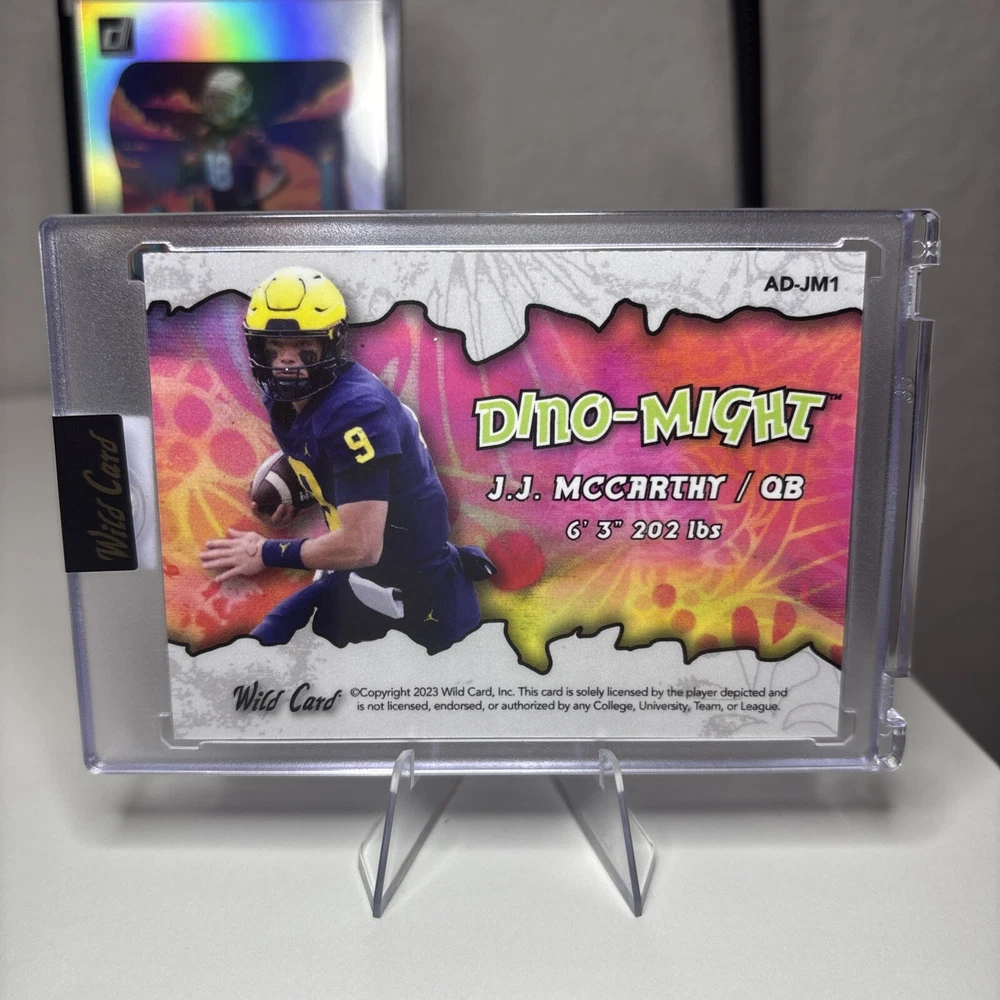 AD-JM1
9
DINO-MIGHT™
J.J. MCCARTHY / QB
6' 3" 202 lbs
Wild Card
Wild Card
©Copyright 2023 Wild Card, Inc. This card is solely licensed by the player depicted and
is not licensed, endorsed, or authorized by any College, University, Team, or League.